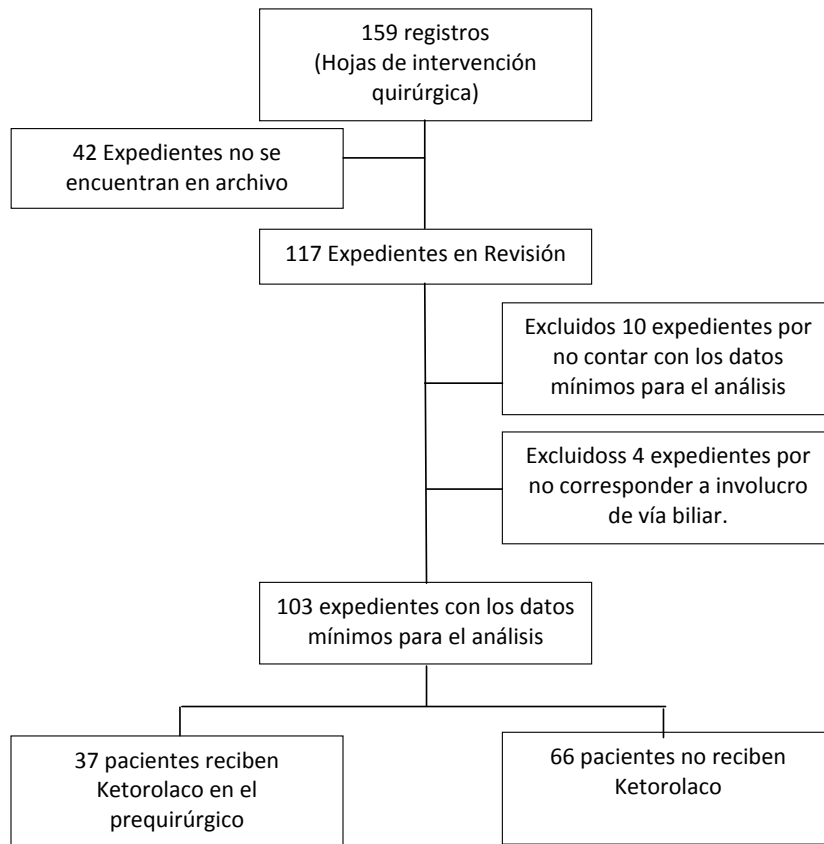 159 registros
(Hojas de intervención
quirúrgica)
42 Expedientes no se
encuentran en archivo
117 Expedientes en Revisión
Excluidos 10 expedientes por
no contar con los datos
mínimos para el análisis
Excluidoss 4 expedientes por
no corresponder a involucro
de vía biliar.
103 expedientes con los datos
mínimos para el análisis
37 pacientes reciben
Ketorolaco en el
prequirúrgico
66 pacientes no reciben
Ketorolaco